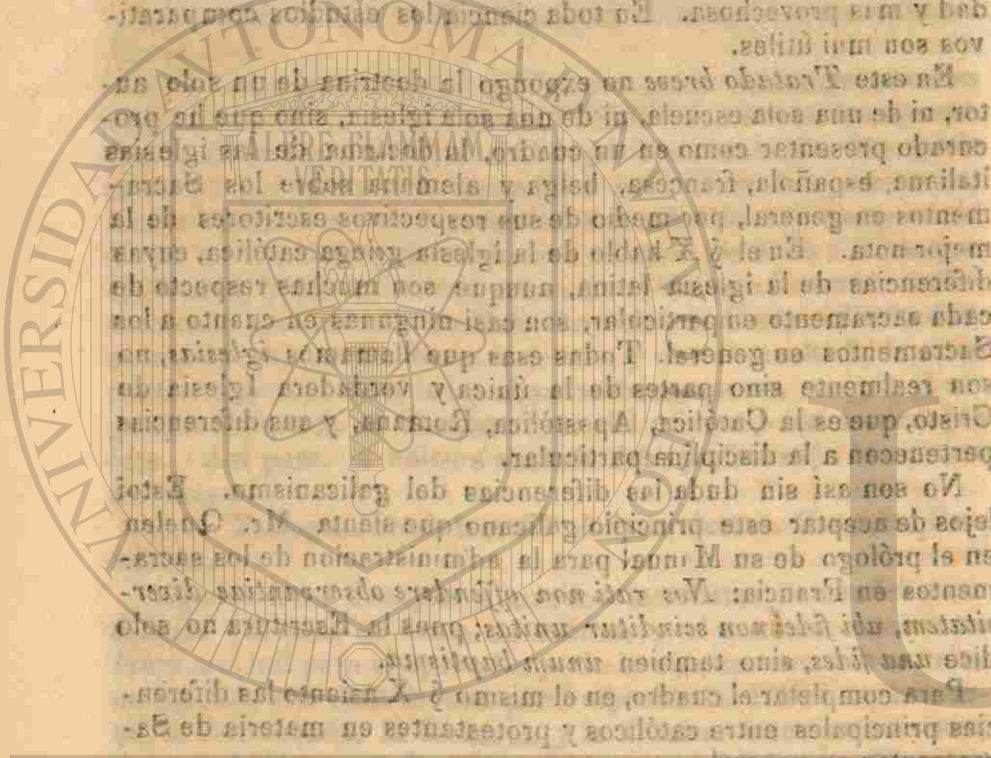 dad y mas provechosa. En toda ciencia los estudios comparati-
vos son mui útiles.
En este Tratado breve no expongo la doctrina de un solo au-
tor, ni de una sola escuela, ni de una sola iglesia, sino que he pro-
curado presentar como en un cuadro, la doctrina de las iglesias
italiana, española, francesa, belga y alemana sobre los Sacra-
mentos en general, por medio de sus respectivos escritores de la
mejor nota. En el § X hablo de la iglesia griega católica, cuyas
diferencias de la iglesia latina, aunque son muchas respecto de
cada sacramento en particular, son casi ningunas en cuanto a los
Sacramentos en general. Todas esas que llamamos iglesias, no
son realmente sino partes de la única y verdadera Iglesia de
Cristo, que es la Católica, Apostólica, Romana, y sus diferencias
pertenecen a la disciplina particular.
No son así sin duda las diferencias del galicanismo. Estoi
lejos de aceptar este principio galicano que sienta Mr. Quelen
en el prólogo de su Manual para la administracion de los sacra-
mentos en Francia: Nos rati non offendere observantiae diver-
sitatem, ubi fidei non scinditur unitas; pues la Escritura no solo
dice una fides, sino tambien unum baptisma.
Para completar el cuadro, en el mismo § X asiento las diferen-
cias principales entre católicos y protestantes en materia de Sa-
UNIVERSIDAD AUTONOMA
ALERE FLAMMAM
VERITATIS